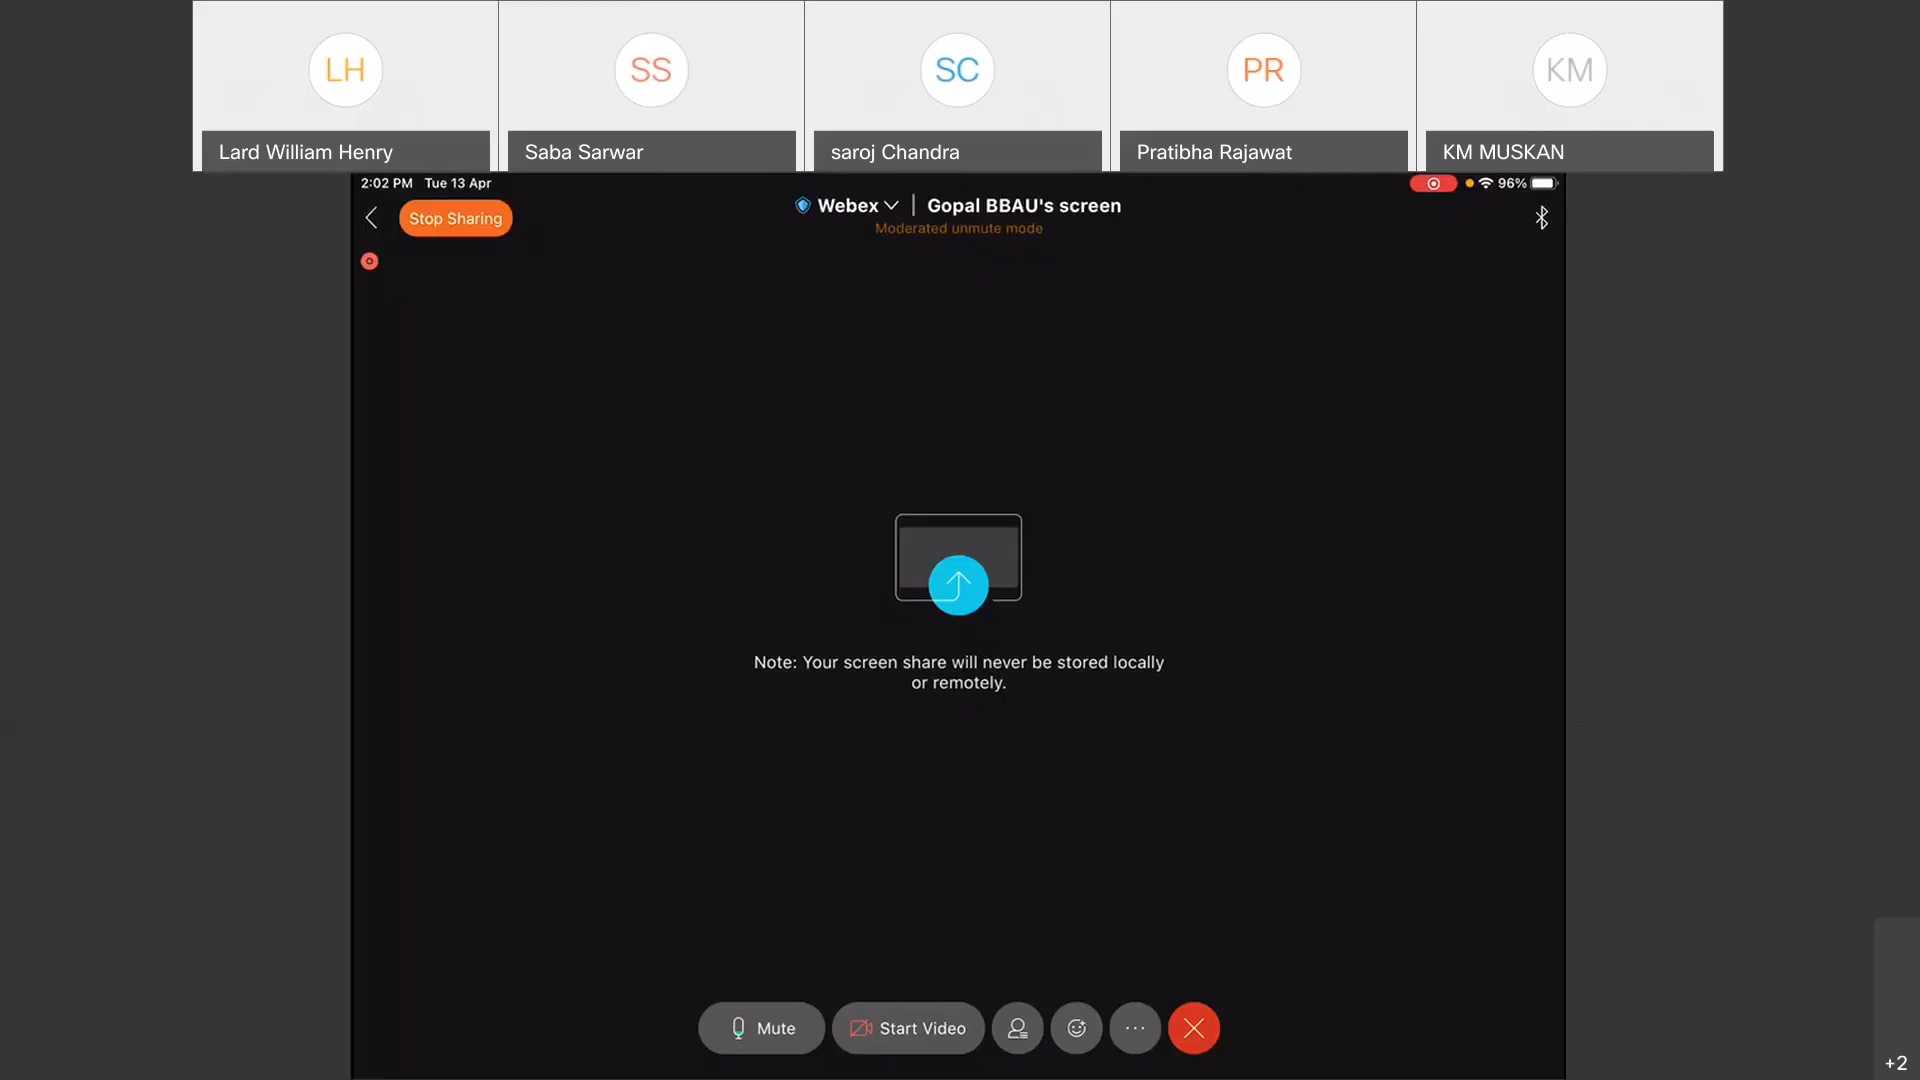 LH
SS
SC
PR
KM
Lard William Henry
Saba Sarwar
saroj Chandra
Pratibha Rajawat
KM MUSKAN
2:02 PM Tue 13 Apr
96%
Stop Sharing
Webex | Gopal BBAU's screen
Moderated unmute mode
Note: Your screen share will never be stored locally
or remotely.
Mute
Start Video
+2